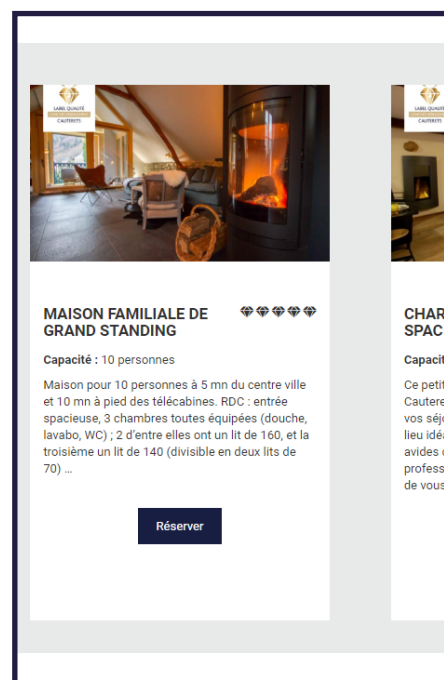 LABEL QUALITÉ
CAUTERETS
MAISON FAMILIALE DE
GRAND STANDING
Capacité : 10 personnes
Maison pour 10 personnes à 5 mn du centre ville
et 10 mn à pied des télécabines. RDC : entrée
spacieuse, 3 chambres toutes équipées (douche,
lavabo, WC) ; 2 d'entre elles ont un lit de 160, et la
troisième un lit de 140 (divisible en deux lits de
70) ...
Réserver
LABEL QUALITÉ
CAUTERETS
CHAR
SPAC
Capacit
Ce petit
Cautere
vos séjo
lieu idéa
avides d
profess
de vous